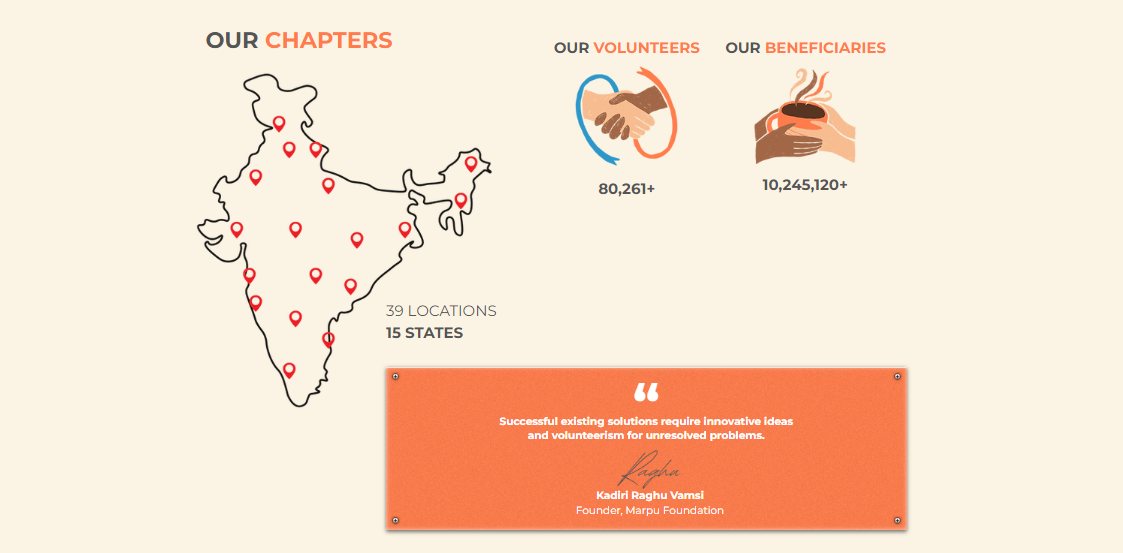 OUR CHAPTERS
OUR VOLUNTEERS
80,261+
OUR BENEFICIARIES
10,245,120+
39 LOCATIONS
15 STATES
“
Successful existing solutions require innovative ideas
and volunteerism for unresolved problems.
Ragha
Kadiri Raghu Vamsi
Founder, Marpu Foundation